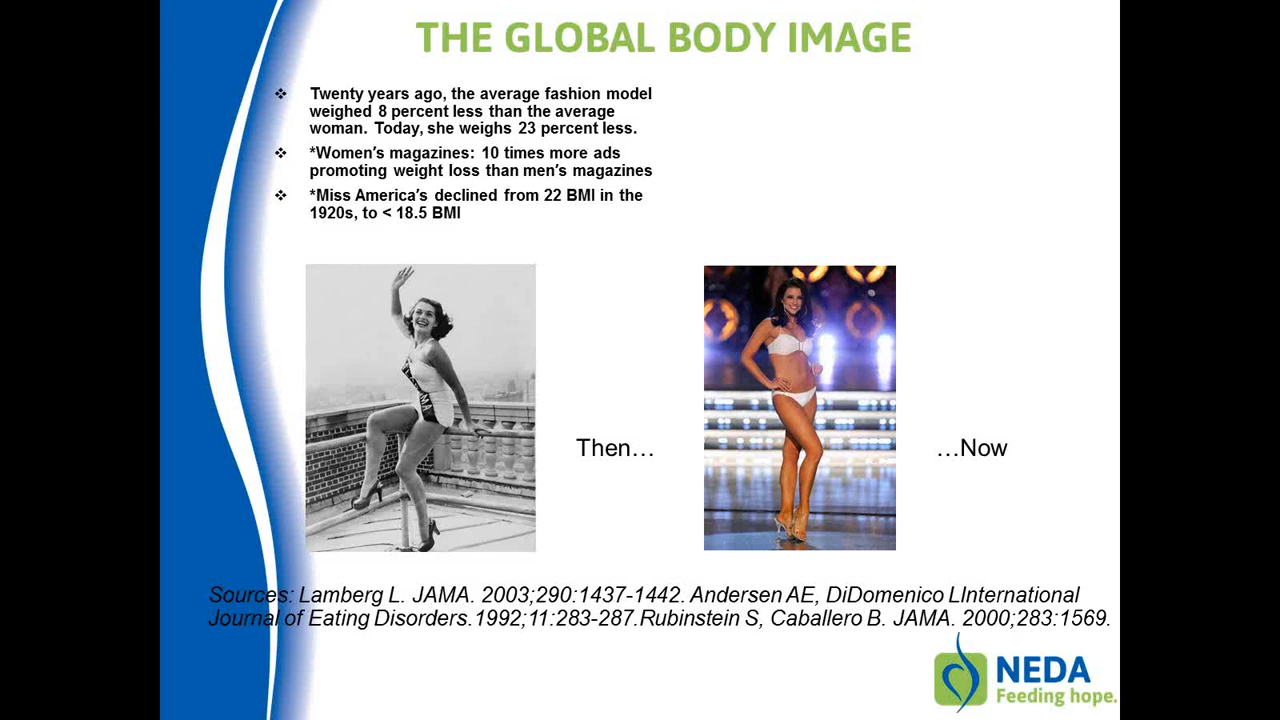 THE GLOBAL BODY IMAGE
❖ Twenty years ago, the average fashion model
weighed 8 percent less than the average
woman. Today, she weighs 23 percent less.
❖ *Women's magazines: 10 times more ads
promoting weight loss than men's magazines
❖ *Miss America's declined from 22 BMI in the
1920s, to < 18.5 BMI
Then…
…Now
Sources: Lamberg L. JAMA. 2003;290:1437-1442. Andersen AE, DiDomenico LInternational
Journal of Eating Disorders.1992;11:283-287.Rubinstein S, Caballero B. JAMA. 2000;283:1569.
NEDA
Feeding hope.